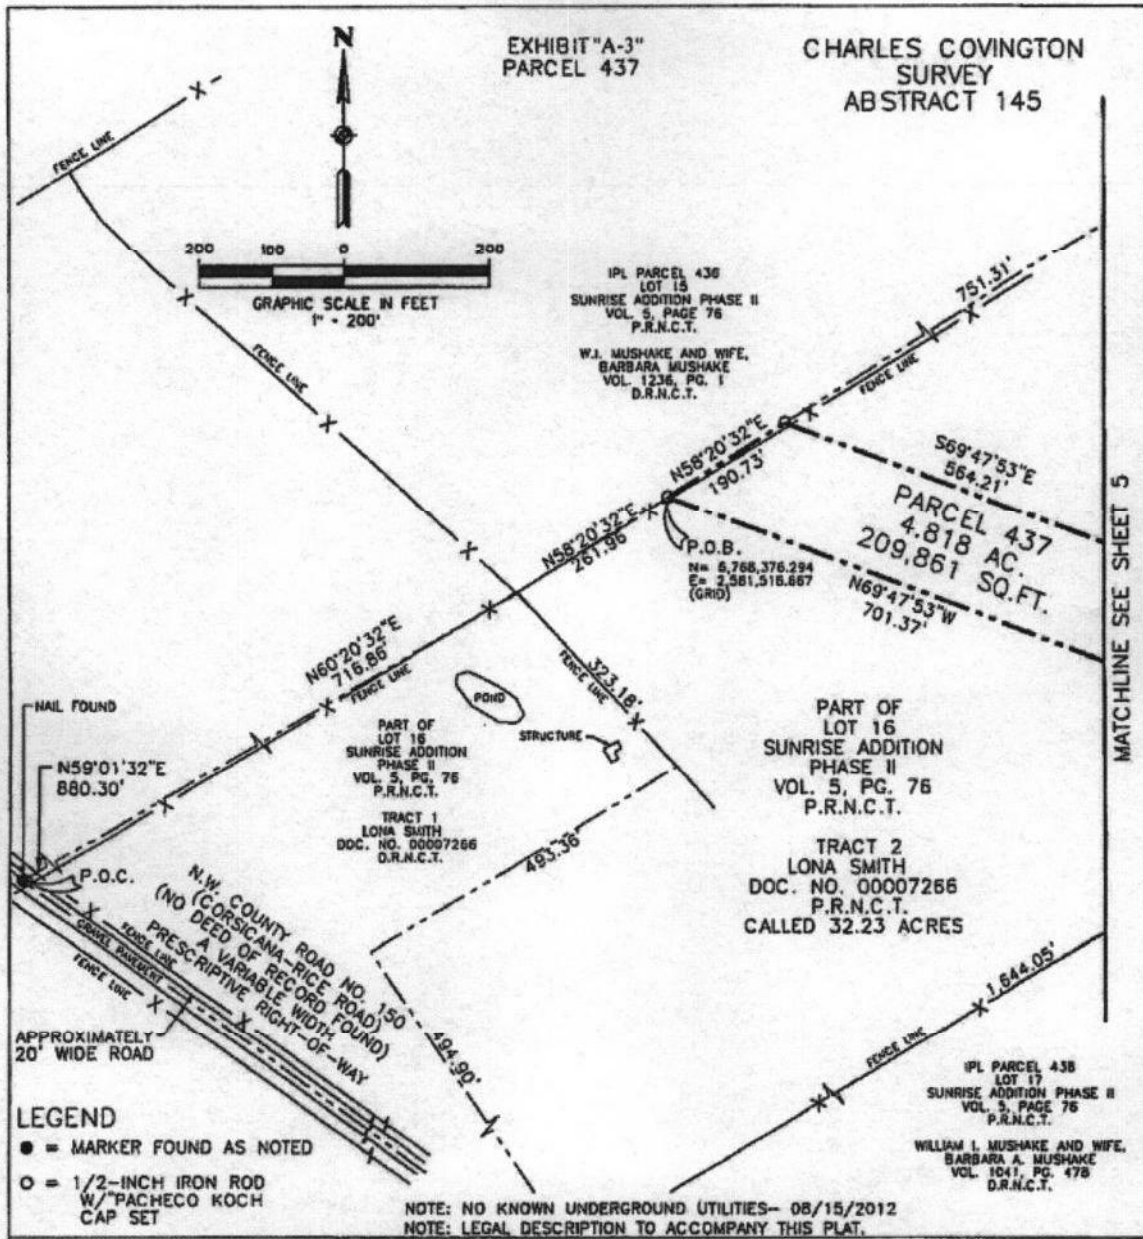 EXHIBIT "A-3"
PARCEL 437
CHARLES COVINGTON
SURVEY
ABSTRACT 145
N
FENCE LINE
200 100 0 200
GRAPHIC SCALE IN FEET
1" - 200'
FENCE LINE
IPL PARCEL 436
LOT 15
SUNRISE ADDITION PHASE II
VOL. 5, PAGE 76
P.R.N.C.T.
W.I. MUSHAKE AND WIFE,
BARBARA MUSHAKE
VOL. 1236, PG. 1
D.R.N.C.T.
751.31'
FENCE LINE
N58°20'32"E
190.73'
S69°47'53"E
564.21'
PARCEL 437
4.818 AC.
209,861 SQ.FT.
N69°47'53"W
701.37'
MATCHLINE SEE SHEET 5
N58°20'32"E
261.96'
P.O.B.
N= 6,768,376.294
E= 2,561,516.667
(GRID)
N60°20'32"E
716.86'
FENCE LINE
323.18'
FENCE LINE
POND
STRUCTURE
NAIL FOUND
N59°01'32"E
880.30'
P.O.C.
PART OF
LOT 16
SUNRISE ADDITION
PHASE II
VOL. 5, PG. 76
P.R.N.C.T.
TRACT 1
LONA SMITH
DOC. NO. 00007266
D.R.N.C.T.
PART OF
LOT 16
SUNRISE ADDITION
PHASE II
VOL. 5, PG. 76
P.R.N.C.T.
TRACT 2
LONA SMITH
DOC. NO. 00007266
P.R.N.C.T.
CALLED 32.23 ACRES
493.36'
494.90'
N.W. COUNTY ROAD NO. 150
(CORSICANA-RICE ROAD)
(NO DEED OF RECORD FOUND)
A VARIABLE WIDTH
PRESCRIPTIVE RIGHT-OF-WAY
FENCE LINE
GRAVEL PAVEMENT
FENCE LINE
APPROXIMATELY
20' WIDE ROAD
1,644.05'
FENCE LINE
IPL PARCEL 438
LOT 17
SUNRISE ADDITION PHASE II
VOL. 5, PAGE 76
P.R.N.C.T.
WILLIAM I. MUSHAKE AND WIFE,
BARBARA A. MUSHAKE
VOL. 1041, PG. 478
D.R.N.C.T.
LEGEND
● = MARKER FOUND AS NOTED
○ = 1/2-INCH IRON ROD
W/"PACHECO KOCH
CAP SET
NOTE: NO KNOWN UNDERGROUND UTILITIES- 08/15/2012
NOTE: LEGAL DESCRIPTION TO ACCOMPANY THIS PLAT.